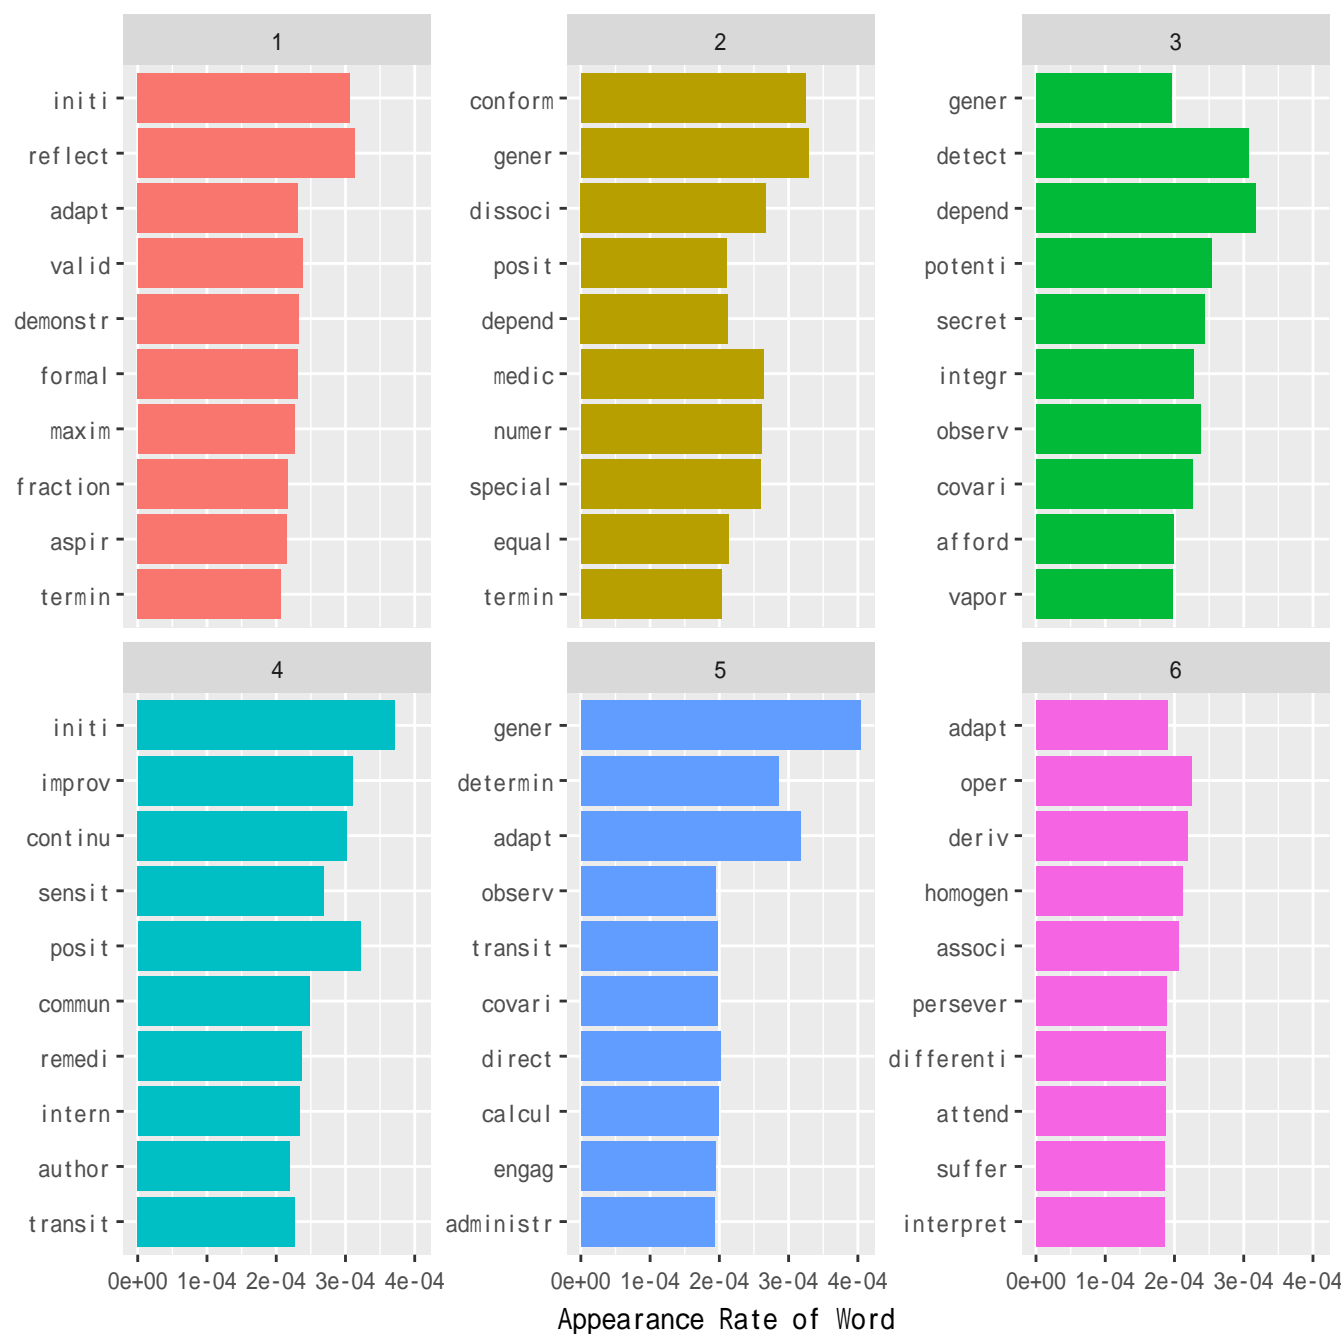 1 2 3
initi conform gener
reflect gener detect
adapt dissoci depend
valid posit potenti
demonstr depend secret
formal medic integr
maxim numer observ
fraction special covari
aspir equal afford
termin termin vapor
4 5 6
initi gener adapt
improv determin oper
continu adapt deriv
sensit observ homogen
posit transit associ
commun covari persever
remedi direct differenti
intern calcul attend
author engag suffer
transit administr interpret
0e+00 1e-04 2e-04 3e-04 4e-04 0e+00 1e-04 2e-04 3e-04 4e-04 0e+00 1e-04 2e-04 3e-04 4e-04
Appearance Rate of Word